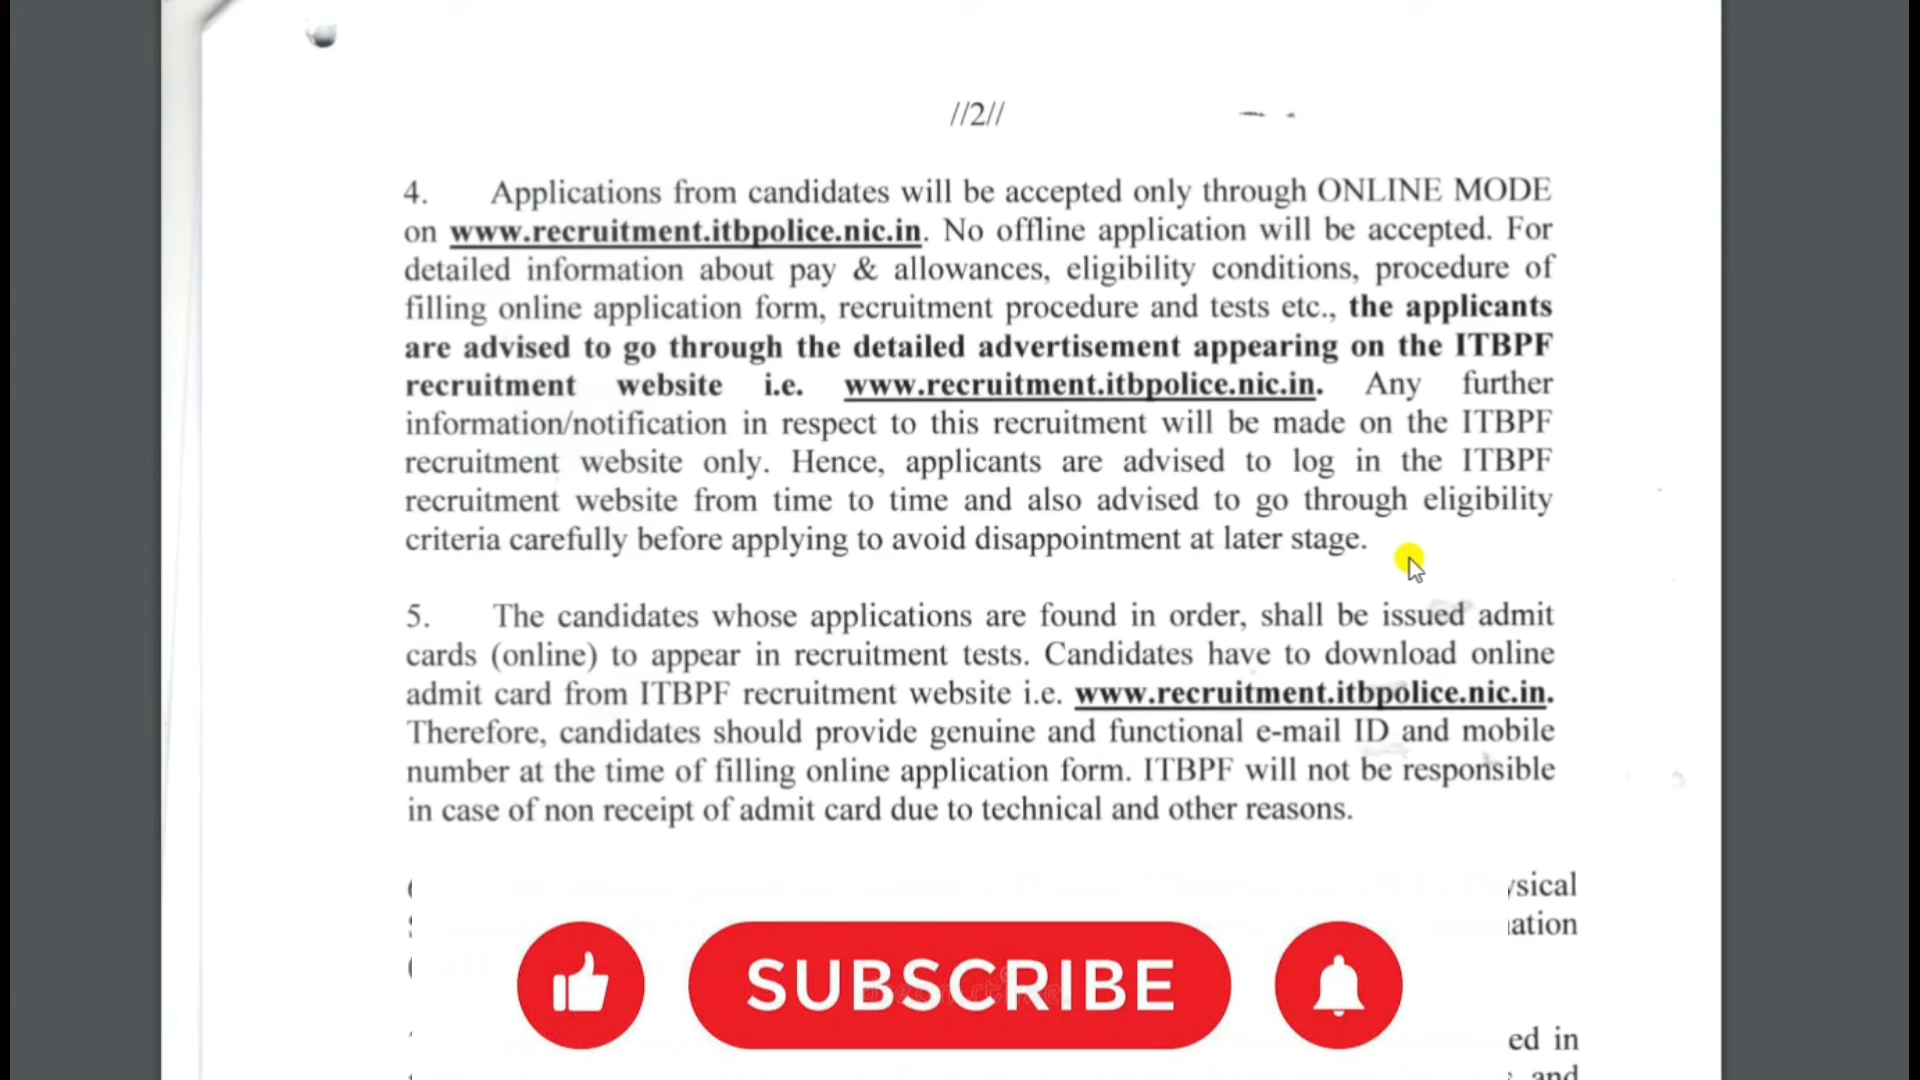 //2//
4. Applications from candidates will be accepted only through ONLINE MODE
on www.recruitment.itbpolice.nic.in. No offline application will be accepted. For
detailed information about pay & allowances, eligibility conditions, procedure of
filling online application form, recruitment procedure and tests etc., the applicants
are advised to go through the detailed advertisement appearing on the ITBPF
recruitment website i.e. www.recruitment.itbpolice.nic.in. Any further
information/notification in respect to this recruitment will be made on the ITBPF
recruitment website only. Hence, applicants are advised to log in the ITBPF
recruitment website from time to time and also advised to go through eligibility
criteria carefully before applying to avoid disappointment at later stage.
5. The candidates whose applications are found in order, shall be issued admit
cards (online) to appear in recruitment tests. Candidates have to download online
admit card from ITBPF recruitment website i.e. www.recruitment.itbpolice.nic.in.
Therefore, candidates should provide genuine and functional e-mail ID and mobile
number at the time of filling online application form. ITBPF will not be responsible
in case of non receipt of admit card due to technical and other reasons.
SUBSCRIBE
ed in
and